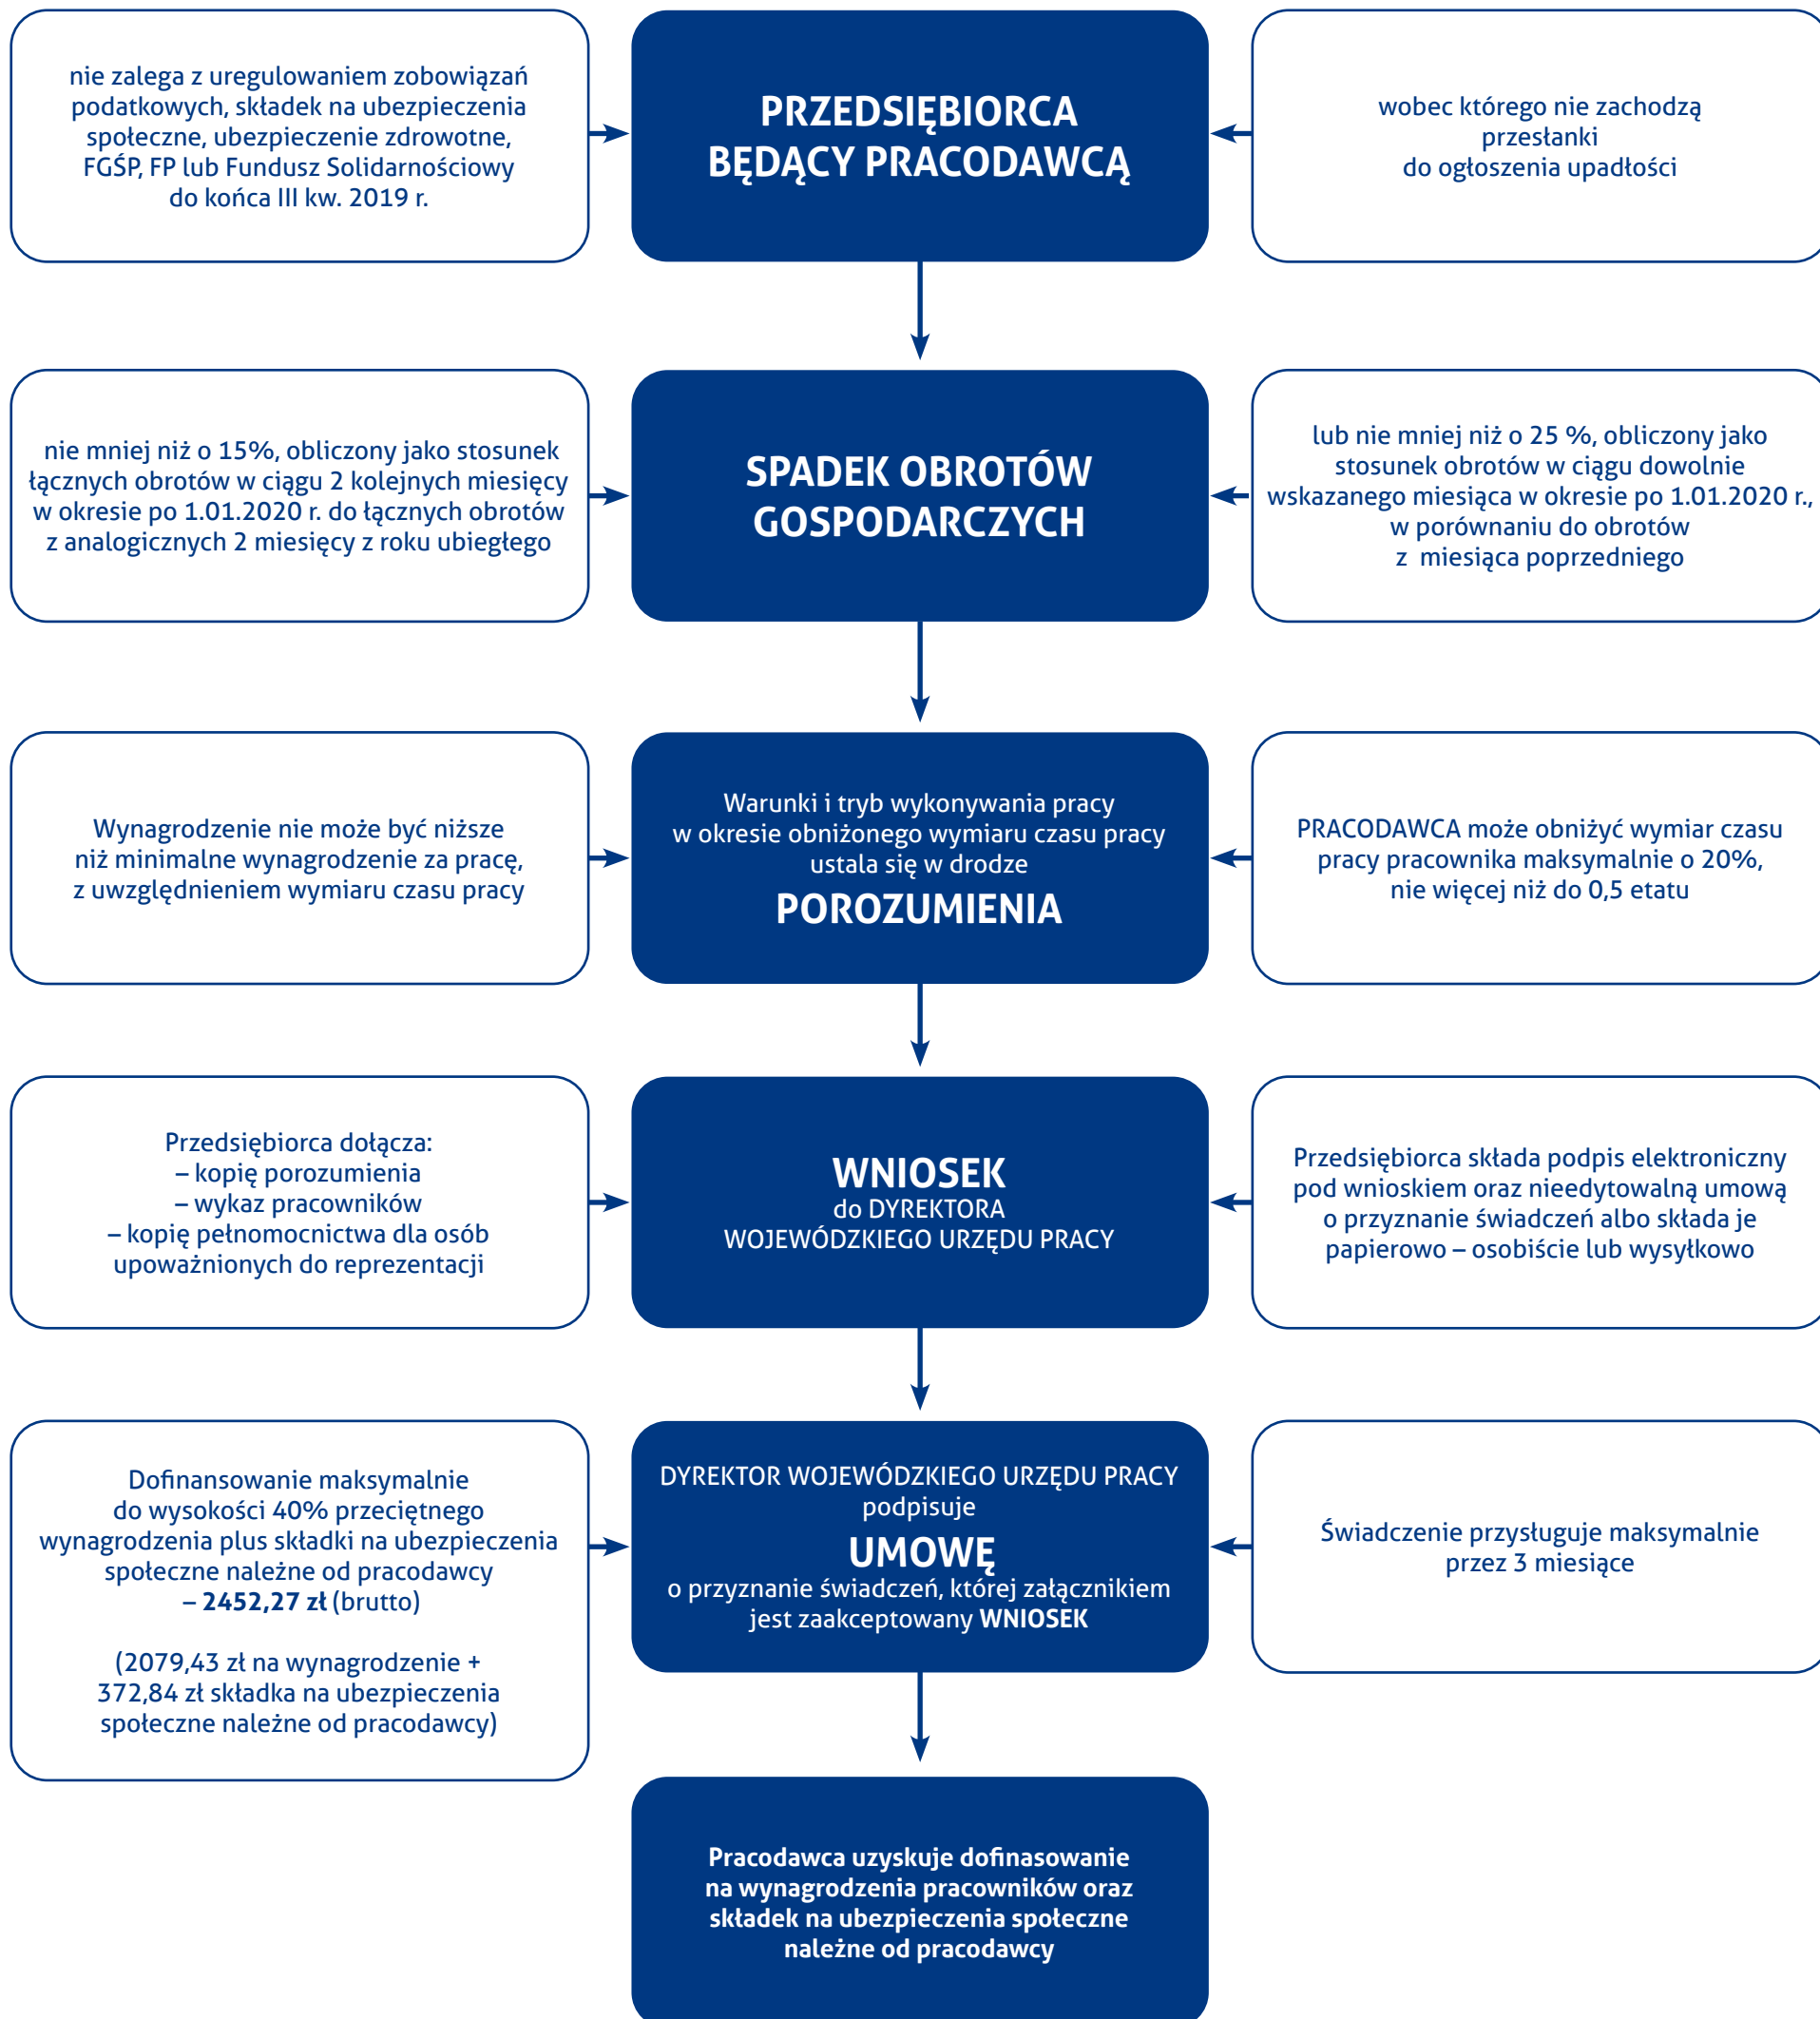 nie zalega z uregulowaniem zobowiązań
podatkowych, składek na ubezpieczenia
społeczne, ubezpieczenie zdrowotne,
FGŚP, FP lub Fundusz Solidarnościowy
do końca III kw. 2019 r.
PRZEDSIĘBIORCA
BĘDĄCY PRACODAWCĄ
wobec którego nie zachodzą
przesłanki
do ogłoszenia upadłości
nie mniej niż o 15%, obliczony jako stosunek
łącznych obrotów w ciągu 2 kolejnych miesięcy
w okresie po 1.01.2020 r. do łącznych obrotów
z analogicznych 2 miesięcy z roku ubiegłego
SPADEK OBROTÓW
GOSPODARCZYCH
lub nie mniej niż o 25 %, obliczony jako
stosunek obrotów w ciągu dowolnie
wskazanego miesiąca w okresie po 1.01.2020 r.,
w porównaniu do obrotów
z miesiąca poprzedniego
Wynagrodzenie nie może być niższe
niż minimalne wynagrodzenie za pracę,
z uwzględnieniem wymiaru czasu pracy
Warunki i tryb wykonywania pracy
w okresie obniżonego wymiaru czasu pracy
ustala się w drodze
POROZUMIENIA
PRACODAWCA może obniżyć wymiar czasu
pracy pracownika maksymalnie o 20%,
nie więcej niż do 0,5 etatu
Przedsiębiorca dołącza:
– kopię porozumienia
– wykaz pracowników
– kopię pełnomocnictwa dla osób
upoważnionych do reprezentacji
WNIOSEK
do DYREKTORA
WOJEWÓDZKIEGO URZĘDU PRACY
Przedsiębiorca składa podpis elektroniczny
pod wnioskiem oraz nieedytowalną umową
o przyznanie świadczeń albo składa je
papierowo – osobiście lub wysyłkowo
Dofinansowanie maksymalnie
do wysokości 40% przeciętnego
wynagrodzenia plus składki na ubezpieczenia
społeczne należne od pracodawcy
– 2452,27 zł (brutto)
(2079,43 zł na wynagrodzenie +
372,84 zł składka na ubezpieczenia
społeczne należne od pracodawcy)
DYREKTOR WOJEWÓDZKIEGO URZĘDU PRACY
podpisuje
UMOWĘ
o przyznanie świadczeń, której załącznikiem
jest zaakceptowany WNIOSEK
Świadczenie przysługuje maksymalnie
przez 3 miesiące
Pracodawca uzyskuje dofinasowanie
na wynagrodzenia pracowników oraz
składek na ubezpieczenia społeczne
należne od pracodawcy